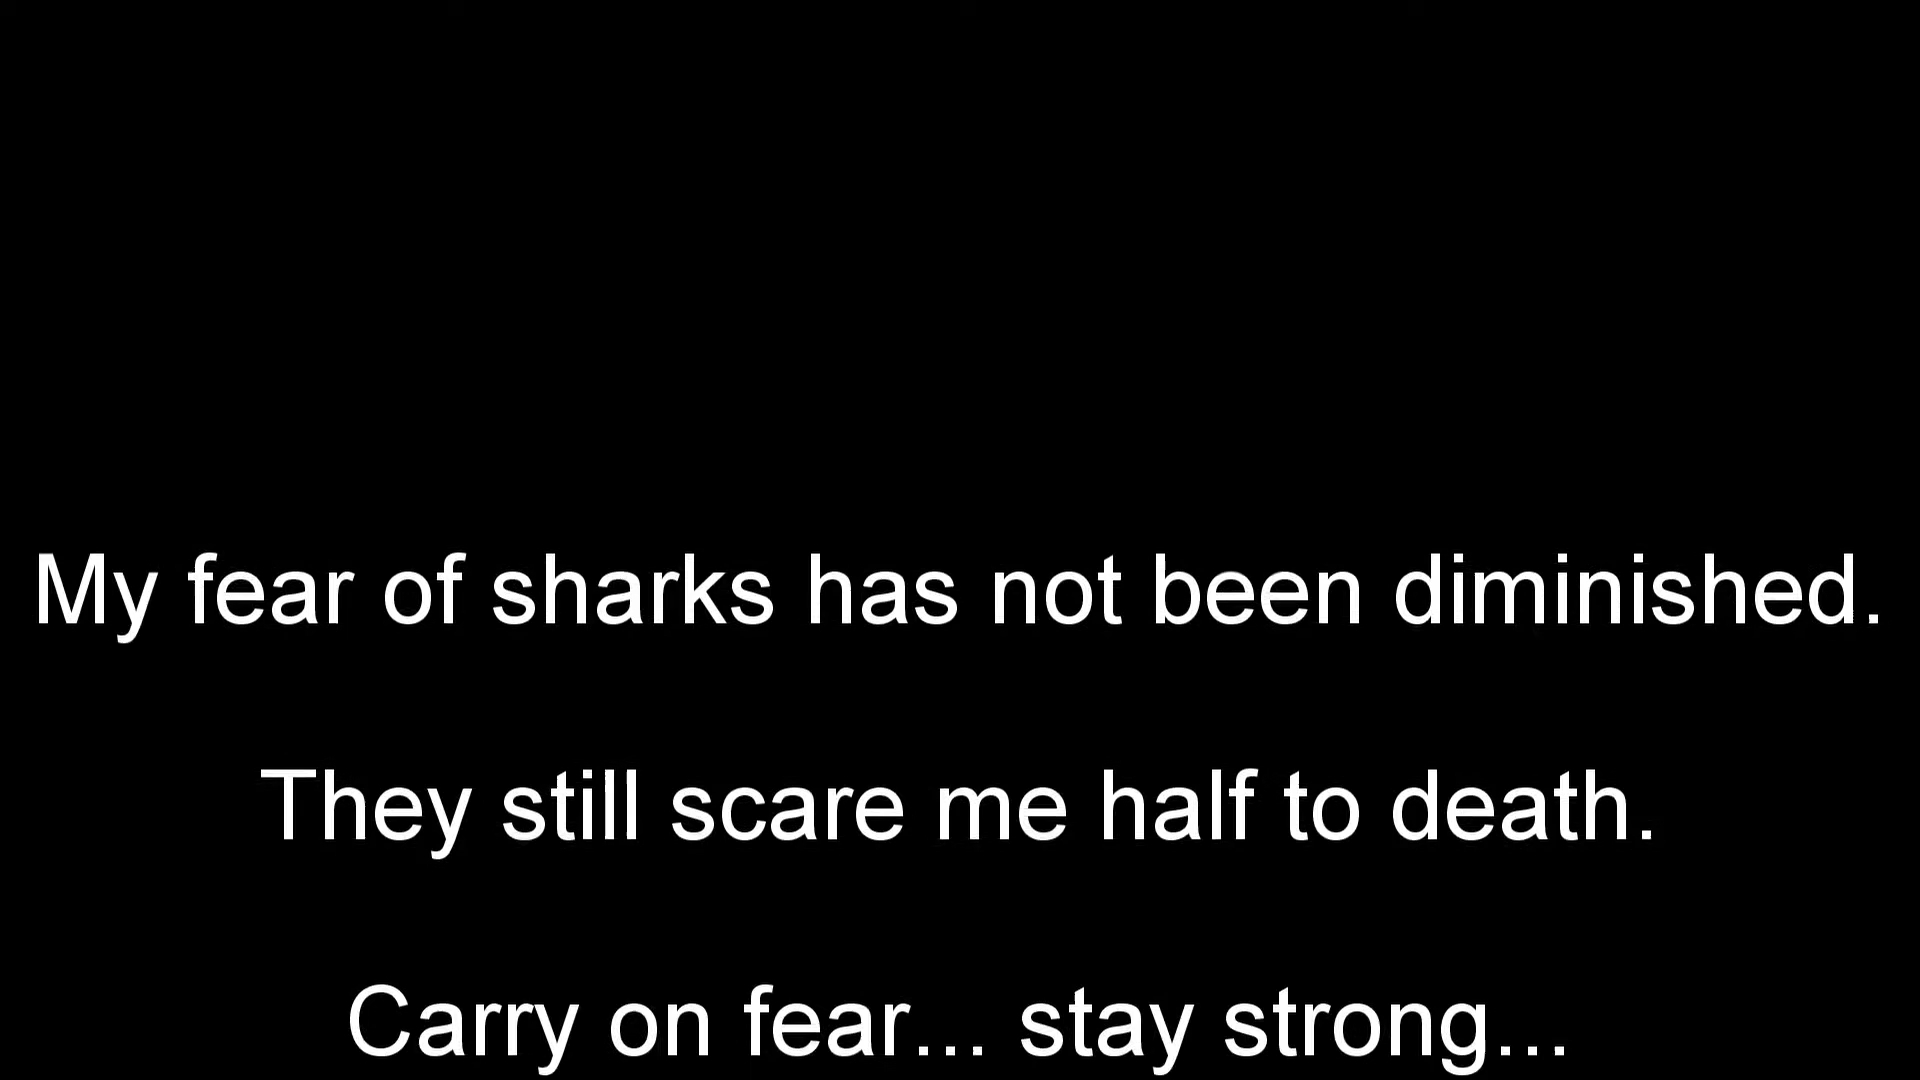 My fear of sharks has not been diminished.
They still scare me half to death.
Carry on fear... stay strong...